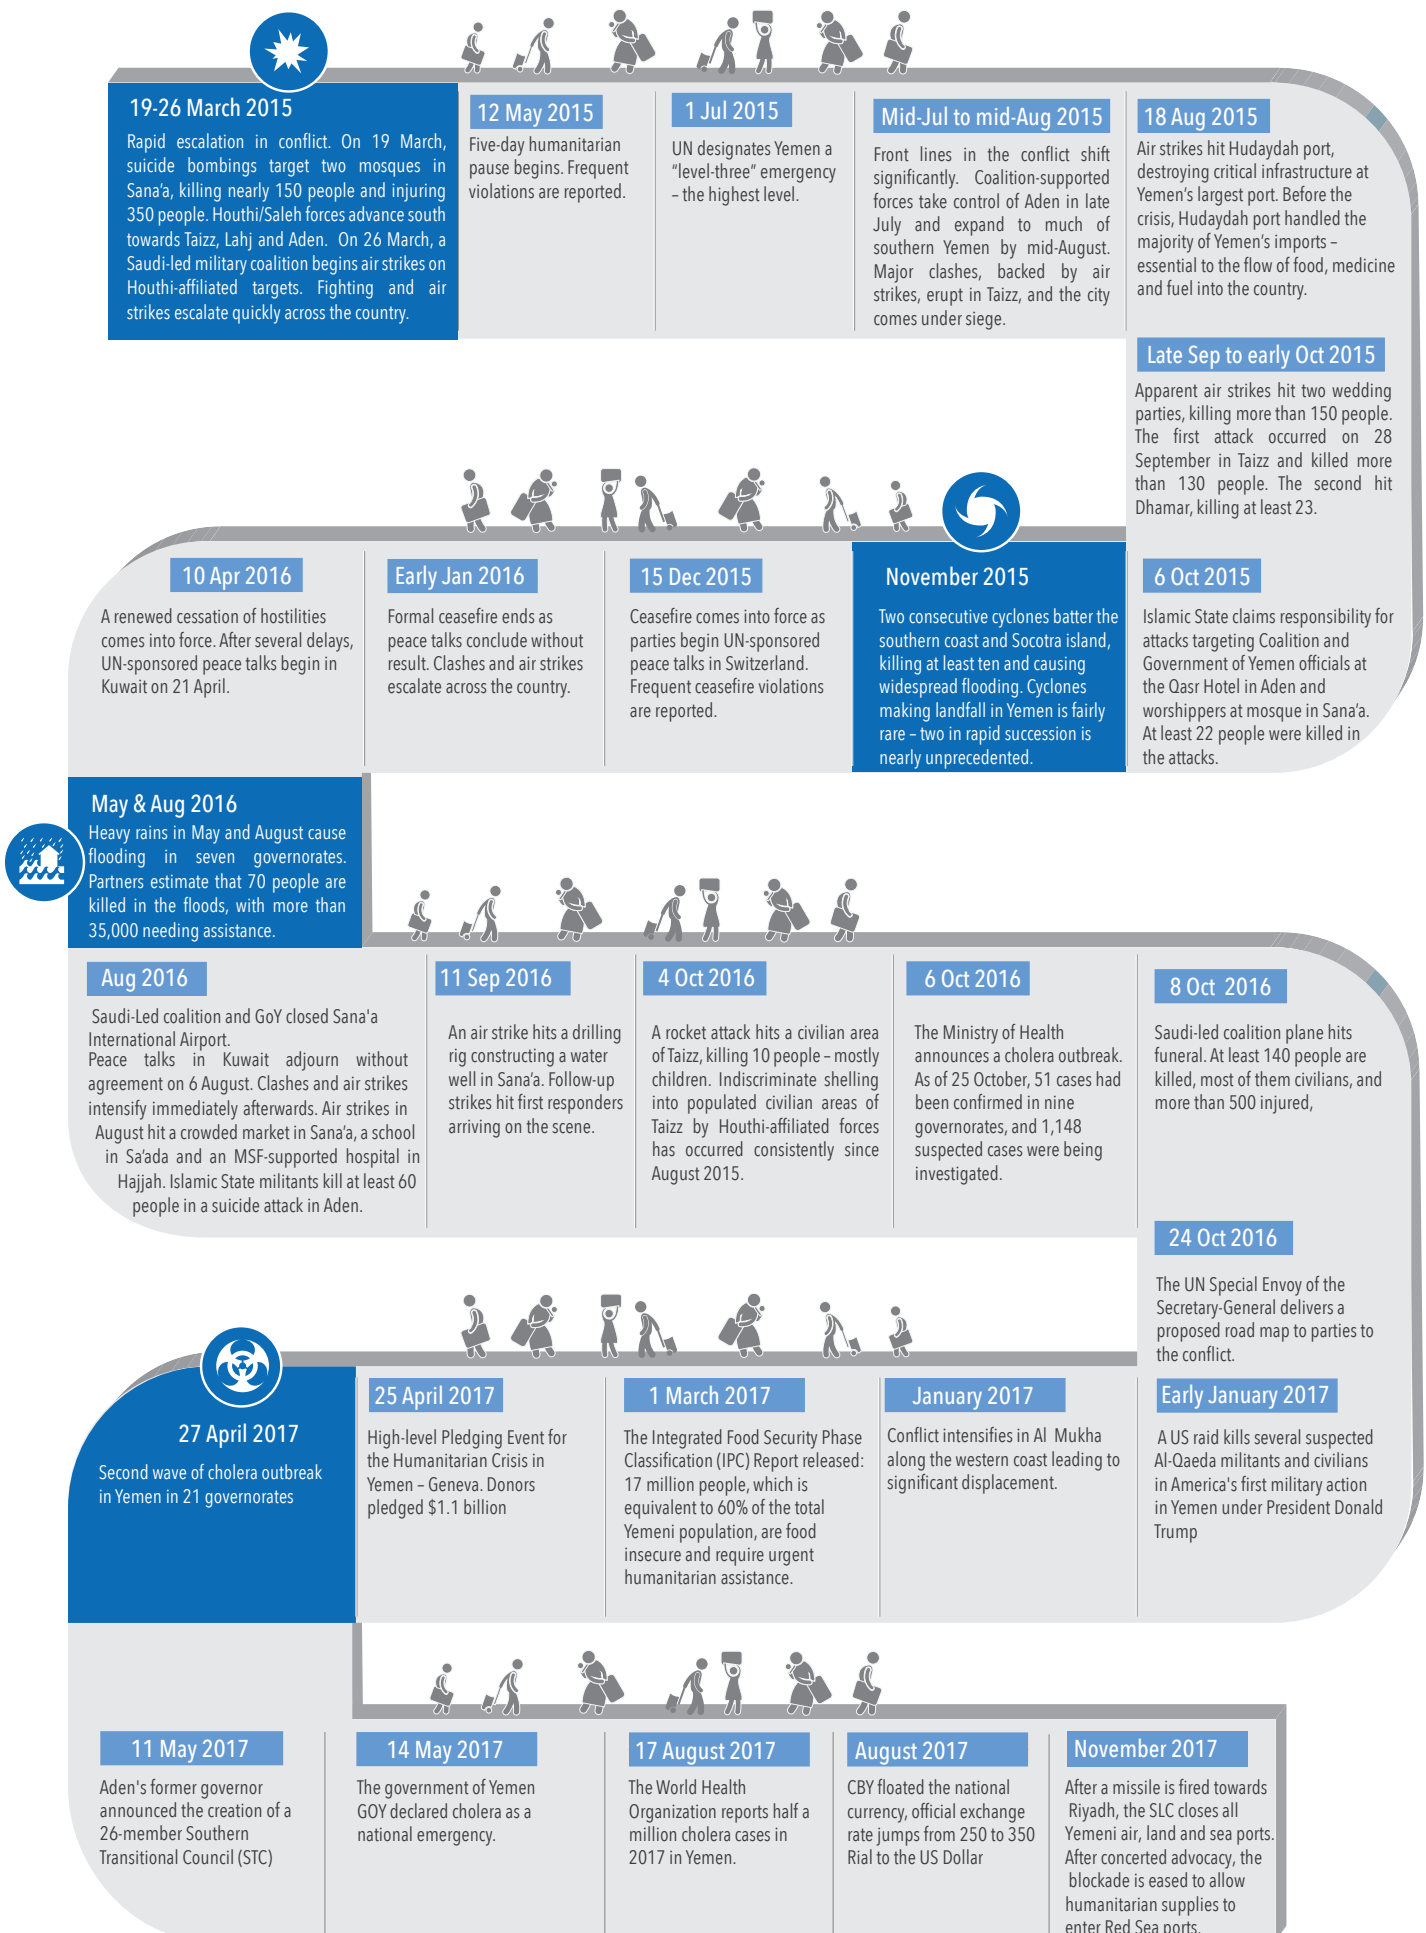 19-26 March 2015
Rapid escalation in conflict. On 19 March,
suicide bombings target two mosques in
Sana'a, killing nearly 150 people and injuring
350 people. Houthi/Saleh forces advance south
towards Taizz, Lahj and Aden. On 26 March, a
Saudi-led military coalition begins air strikes on
Houthi-affiliated targets. Fighting and air
strikes escalate quickly across the country.
12 May 2015
Five-day humanitarian
pause begins. Frequent
violations are reported.
1 Jul 2015
UN designates Yemen a
"level-three" emergency
– the highest level.
Mid-Jul to mid-Aug 2015
Front lines in the conflict shift
significantly. Coalition-supported
forces take control of Aden in late
July and expand to much of
southern Yemen by mid-August.
Major clashes, backed by air
strikes, erupt in Taizz, and the city
comes under siege.
18 Aug 2015
Air strikes hit Hudaydah port,
destroying critical infrastructure at
Yemen's largest port. Before the
crisis, Hudaydah port handled the
majority of Yemen's imports –
essential to the flow of food, medicine
and fuel into the country.
Late Sep to early Oct 2015
Apparent air strikes hit two wedding
parties, killing more than 150 people.
The first attack occurred on 28
September in Taizz and killed more
than 130 people. The second hit
Dhamar, killing at least 23.
6 Oct 2015
Islamic State claims responsibility for
attacks targeting Coalition and
Government of Yemen officials at
the Qasr Hotel in Aden and
worshippers at mosque in Sana'a.
At least 22 people were killed in
the attacks.
November 2015
Two consecutive cyclones batter the
southern coast and Socotra island,
killing at least ten and causing
widespread flooding. Cyclones
making landfall in Yemen is fairly
rare – two in rapid succession is
nearly unprecedented.
15 Dec 2015
Ceasefire comes into force as
parties begin UN-sponsored
peace talks in Switzerland.
Frequent ceasefire violations
are reported.
Early Jan 2016
Formal ceasefire ends as
peace talks conclude without
result. Clashes and air strikes
escalate across the country.
10 Apr 2016
A renewed cessation of hostilities
comes into force. After several delays,
UN-sponsored peace talks begin in
Kuwait on 21 April.
May & Aug 2016
Heavy rains in May and August cause
flooding in seven governorates.
Partners estimate that 70 people are
killed in the floods, with more than
35,000 needing assistance.
Aug 2016
Saudi-Led coalition and GoY closed Sana'a
International Airport.
Peace talks in Kuwait adjourn without
agreement on 6 August. Clashes and air strikes
intensify immediately afterwards. Air strikes in
August hit a crowded market in Sana'a, a school
in Sa'ada and an MSF-supported hospital in
Hajjah. Islamic State militants kill at least 60
people in a suicide attack in Aden.
11 Sep 2016
An air strike hits a drilling
rig constructing a water
well in Sana'a. Follow-up
strikes hit first responders
arriving on the scene.
4 Oct 2016
A rocket attack hits a civilian area
of Taizz, killing 10 people – mostly
children. Indiscriminate shelling
into populated civilian areas of
Taizz by Houthi-affiliated forces
has occurred consistently since
August 2015.
6 Oct 2016
The Ministry of Health
announces a cholera outbreak.
As of 25 October, 51 cases had
been confirmed in nine
governorates, and 1,148
suspected cases were being
investigated.
8 Oct 2016
Saudi-led coalition plane hits
funeral. At least 140 people are
killed, most of them civilians, and
more than 500 injured,
24 Oct 2016
The UN Special Envoy of the
Secretary-General delivers a
proposed road map to parties to
the conflict.
Early January 2017
A US raid kills several suspected
Al-Qaeda militants and civilians
in America's first military action
in Yemen under President Donald
Trump
January 2017
Conflict intensifies in Al Mukha
along the western coast leading to
significant displacement.
1 March 2017
The Integrated Food Security Phase
Classification (IPC) Report released:
17 million people, which is
equivalent to 60% of the total
Yemeni population, are food
insecure and require urgent
humanitarian assistance.
25 April 2017
High-level Pledging Event for
the Humanitarian Crisis in
Yemen – Geneva. Donors
pledged $1.1 billion
27 April 2017
Second wave of cholera outbreak
in Yemen in 21 governorates
11 May 2017
Aden's former governor
announced the creation of a
26-member Southern
Transitional Council (STC)
14 May 2017
The government of Yemen
GOY declared cholera as a
national emergency.
17 August 2017
The World Health
Organization reports half a
million cholera cases in
2017 in Yemen.
August 2017
CBY floated the national
currency, official exchange
rate jumps from 250 to 350
Rial to the US Dollar
November 2017
After a missile is fired towards
Riyadh, the SLC closes all
Yemeni air, land and sea ports.
After concerted advocacy, the
blockade is eased to allow
humanitarian supplies to
enter Red Sea ports.